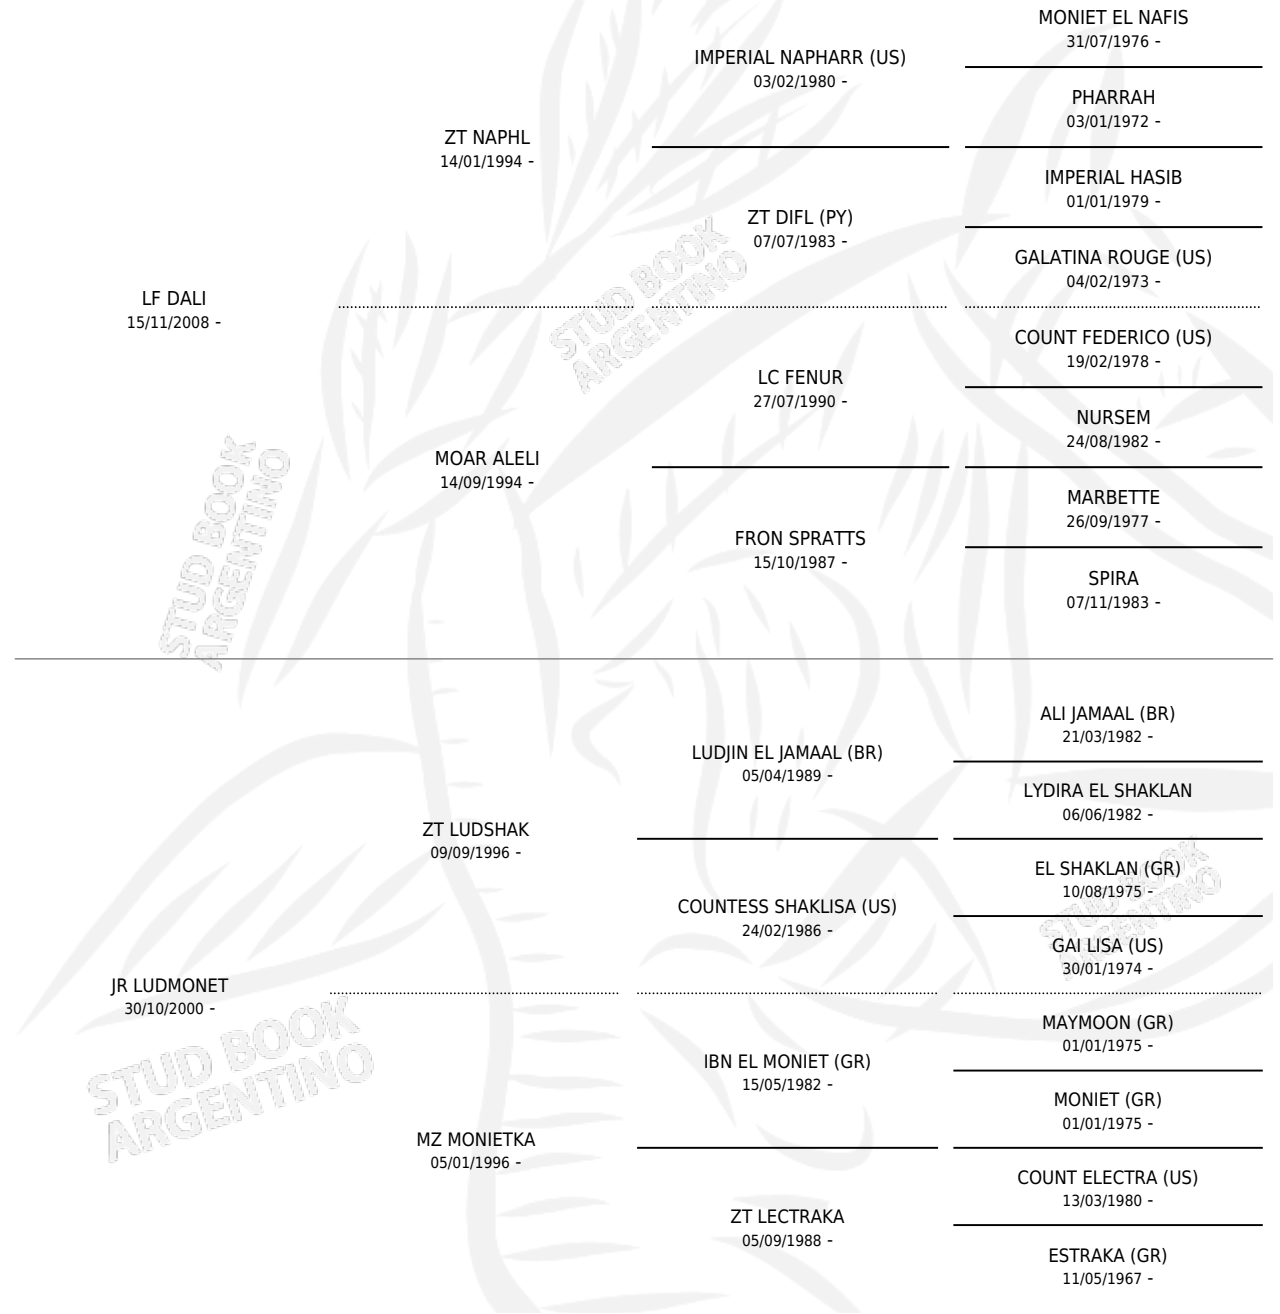 MONIET EL NAFIS
31/07/1976 -
IMPERIAL NAPHARR (US)
03/02/1980 -
PHARRAH
03/01/1972 -
ZT NAPHL
14/01/1994 -
IMPERIAL HASIB
01/01/1979 -
ZT DIFL (PY)
07/07/1983 -
GALATINA ROUGE (US)
04/02/1973 -
LF DALI
15/11/2008 -
STUD BOOK
ARGENTINO
COUNT FEDERICO (US)
19/02/1978 -
LC FENUR
27/07/1990 -
NURSEM
24/08/1982 -
MOAR ALELI
14/09/1994 -
MARBETTE
26/09/1977 -
FRON SPRATTS
15/10/1987 -
SPIRA
07/11/1983 -
STUD BOOK
ARGENTINO
ALI JAMAAL (BR)
21/03/1982 -
LUDJIN EL JAMAAL (BR)
05/04/1989 -
LYDIRA EL SHAKLAN
06/06/1982 -
ZT LUDSHAK
09/09/1996 -
EL SHAKLAN (GR)
10/08/1975 -
COUNTESS SHAKLISA (US)
24/02/1986 -
GAI LISA (US)
30/01/1974 -
STUD BOOK
ARGENTINO
JR LUDMONET
30/10/2000 -
STUD BOOK
ARGENTINO
MAYMOON (GR)
01/01/1975 -
IBN EL MONIET (GR)
15/05/1982 -
MONIET (GR)
01/01/1975 -
MZ MONIETKA
05/01/1996 -
COUNT ELECTRA (US)
13/03/1980 -
ZT LECTRAKA
05/09/1988 -
ESTRAKA (GR)
11/05/1967 -